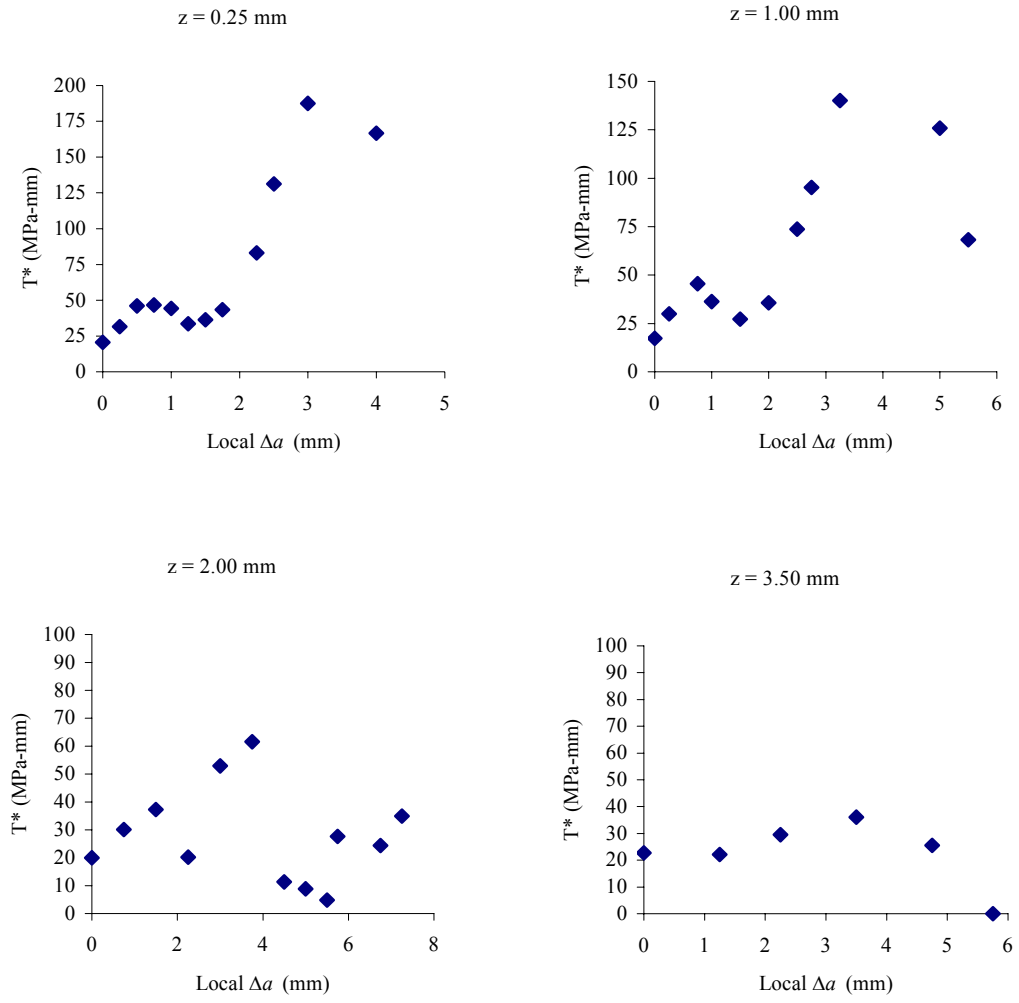 z = 0.25 mm
200
175
150
125
100
75
50
25
0
T* (MPa-mm)
0 1 2 3 4 5
Local Δa (mm)
z = 1.00 mm
150
125
100
75
50
25
0
T* (MPa-mm)
0 1 2 3 4 5 6
Local Δa (mm)
z = 2.00 mm
100
90
80
70
60
50
40
30
20
10
0
T* (MPa-mm)
0 2 4 6 8
Local Δa (mm)
z = 3.50 mm
100
90
80
70
60
50
40
30
20
10
0
T* (MPa-mm)
0 1 2 3 4 5 6
Local Δa (mm)